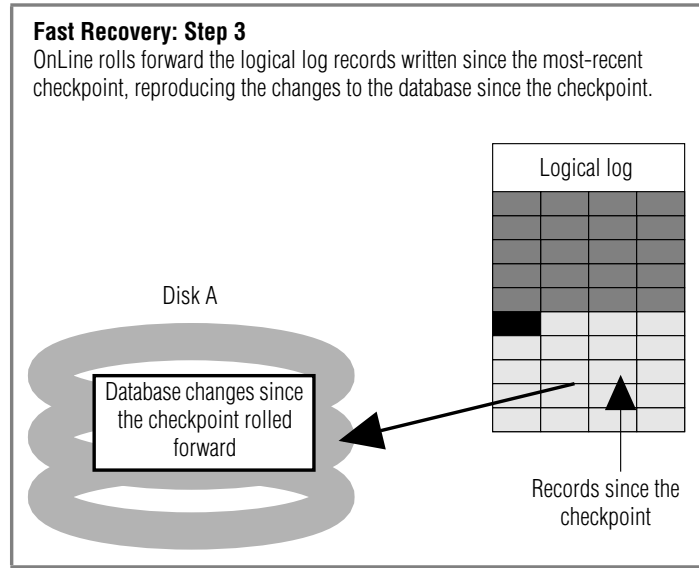 Fast Recovery: Step 3
OnLine rolls forward the logical log records written since the most-recent
checkpoint, reproducing the changes to the database since the checkpoint.
Logical log
Disk A
Database changes since
the checkpoint rolled
forward
Records since the
checkpoint